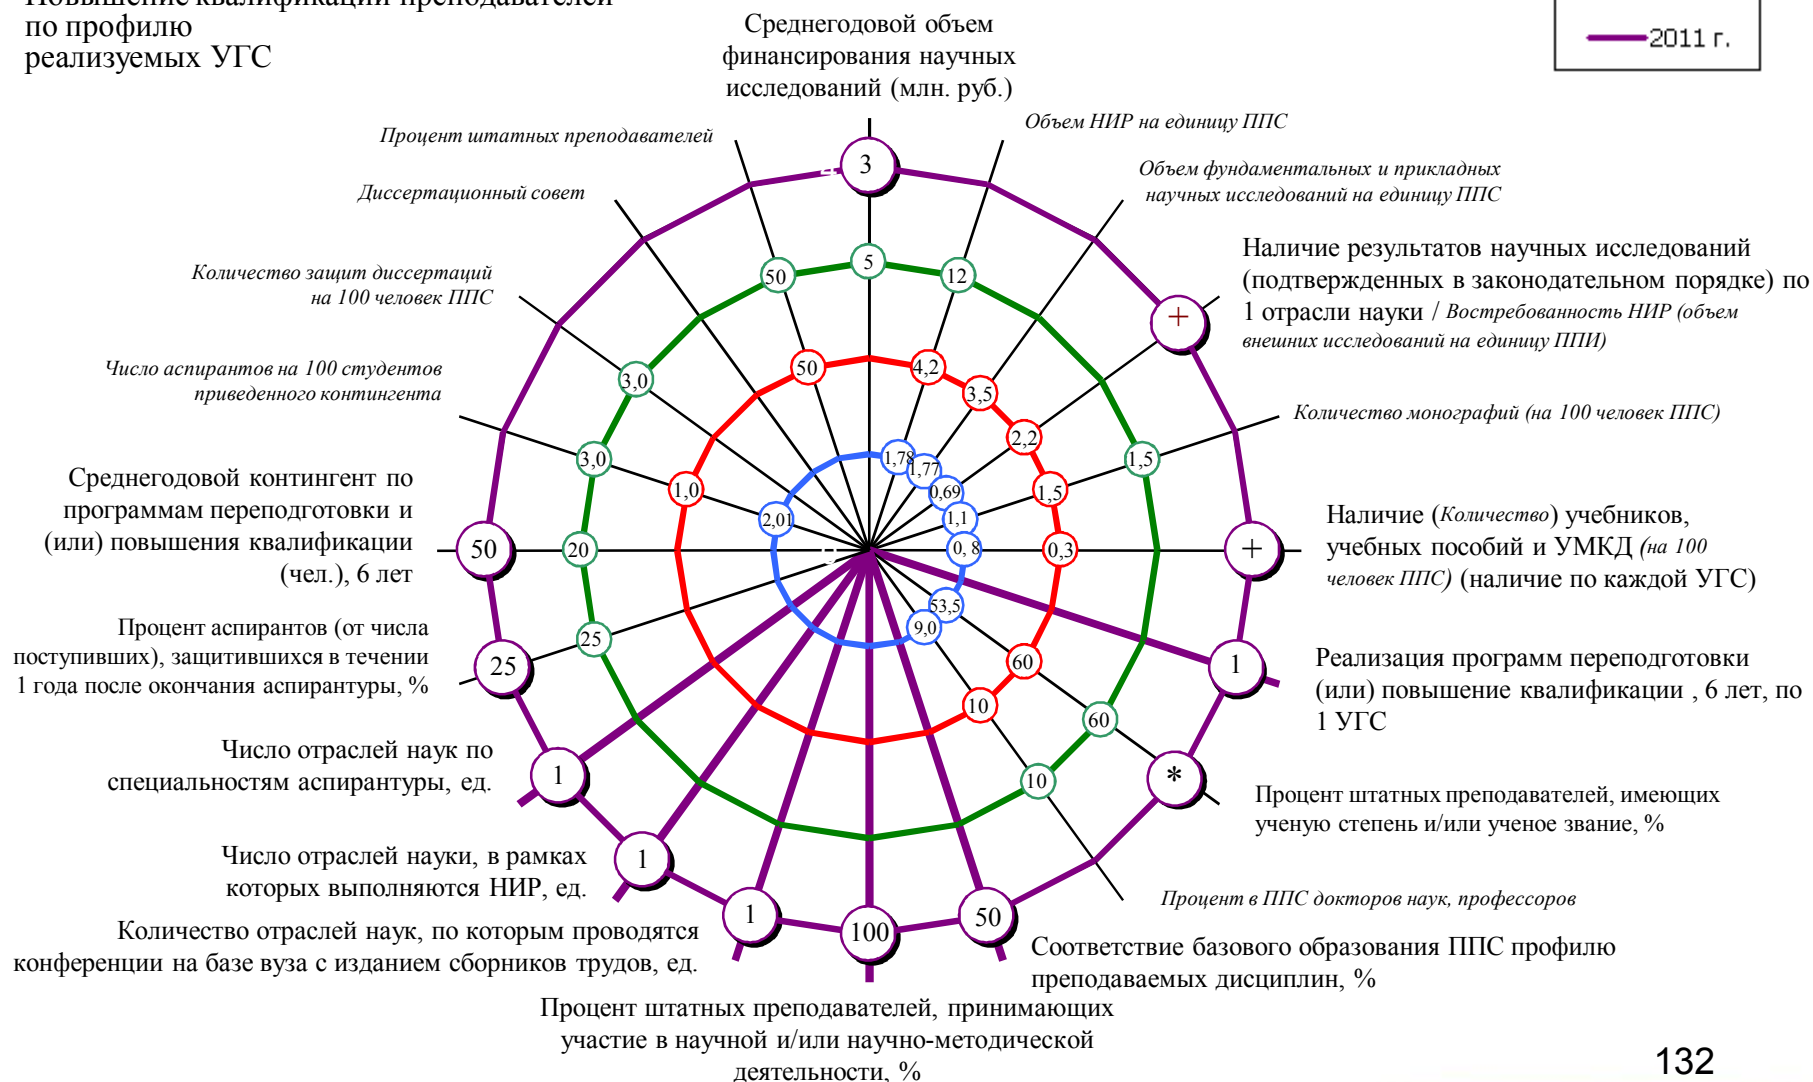 Повышение квалификации преподавателей
по профилю
реализуемых УГС
2011 г.
Среднегодовой объем
финансирования научных
исследований (млн. руб.)
Процент штатных преподавателей
Объем НИР на единицу ППС
Диссертационный совет
Объем фундаментальных и прикладных
научных исследований на единицу ППС
Количество защит диссертаций
на 100 человек ППС
Наличие результатов научных исследований
(подтвержденных в законодательном порядке) по
1 отрасли науки / Востребованность НИР (объем
внешних исследований на единицу ППИ)
Число аспирантов на 100 студентов
приведенного контингента
Количество монографий (на 100 человек ППС)
Среднегодовой контингент по
программам переподготовки и
(или) повышения квалификации
(чел.), 6 лет
Наличие (Количество) учебников,
учебных пособий и УМКД (на 100
человек ППС) (наличие по каждой УГС)
Процент аспирантов (от числа
поступивших), защитившихся в течении
1 года после окончания аспирантуры, %
Реализация программ переподготовки
(или) повышение квалификации , 6 лет, по
1 УГС
Число отраслей наук по
специальностям аспирантуры, ед.
Процент штатных преподавателей, имеющих
ученую степень и/или ученое звание, %
Число отраслей науки, в рамках
которых выполняются НИР, ед.
Процент в ППС докторов наук, профессоров
Количество отраслей наук, по которым проводятся
конференции на базе вуза с изданием сборников трудов, ед.
Соответствие базового образования ППС профилю
преподаваемых дисциплин, %
Процент штатных преподавателей, принимающих
участие в научной и/или научно-методической
деятельности, %
3
+
+
1
*
50
100
1
1
1
25
50
5
12
1,5
60
10
25
20
3,0
3,0
50
50
4,2
3,5
2,2
1,5
0,3
60
10
1,0
1,78
1,77
0,69
1,1
0, 8
53,5
9,0
2,01
132